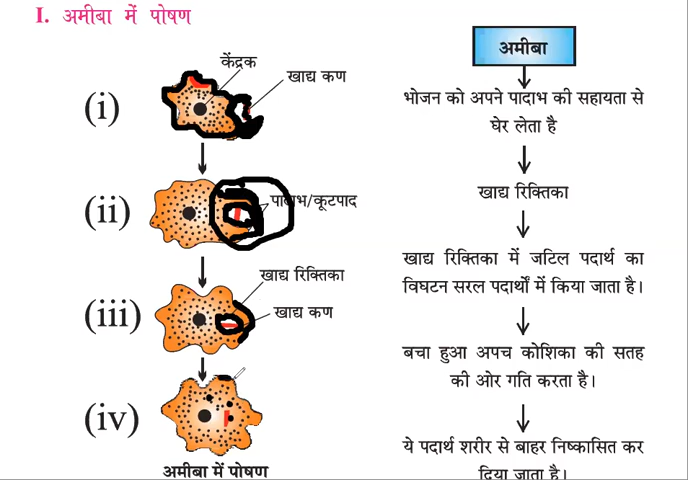 I. अमीबा में पोषण
केंद्रक
खाद्य कण
(i)
(ii)
पादाभ/कूटपाद
खाद्य रिक्तिका
(iii)
खाद्य कण
(iv)
अमीबा में पोषण
अमीबा
भोजन को अपने पादाभ की सहायता से
घेर लेता है
खाद्य रिक्तिका
खाद्य रिक्तिका में जटिल पदार्थ का
विघटन सरल पदार्थों में किया जाता है।
बचा हुआ अपच कोशिका की सतह
की ओर गति करता है।
ये पदार्थ शरीर से बाहर निष्कासित कर
दिया जाता है।